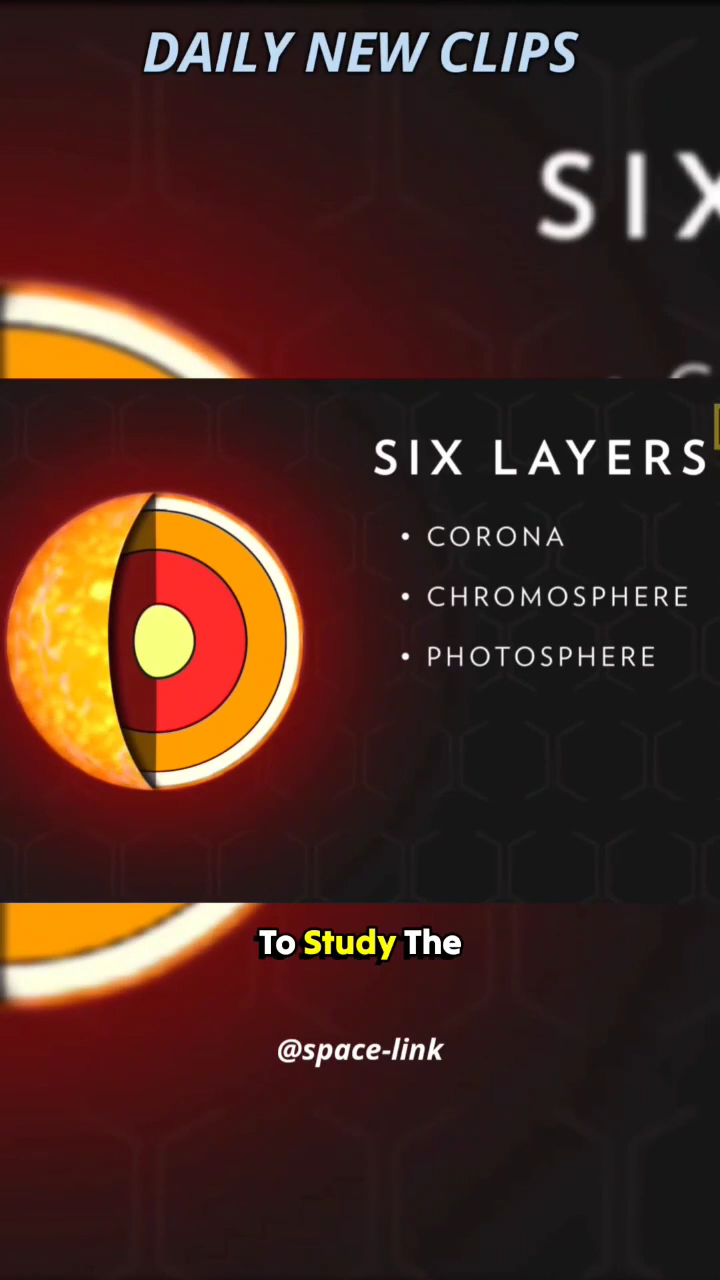 DAILY NEW CLIPS
SIX
SIX LAYERS
• CORONA
• CHROMOSPHERE
• PHOTOSPHERE
To Study The
@space-link